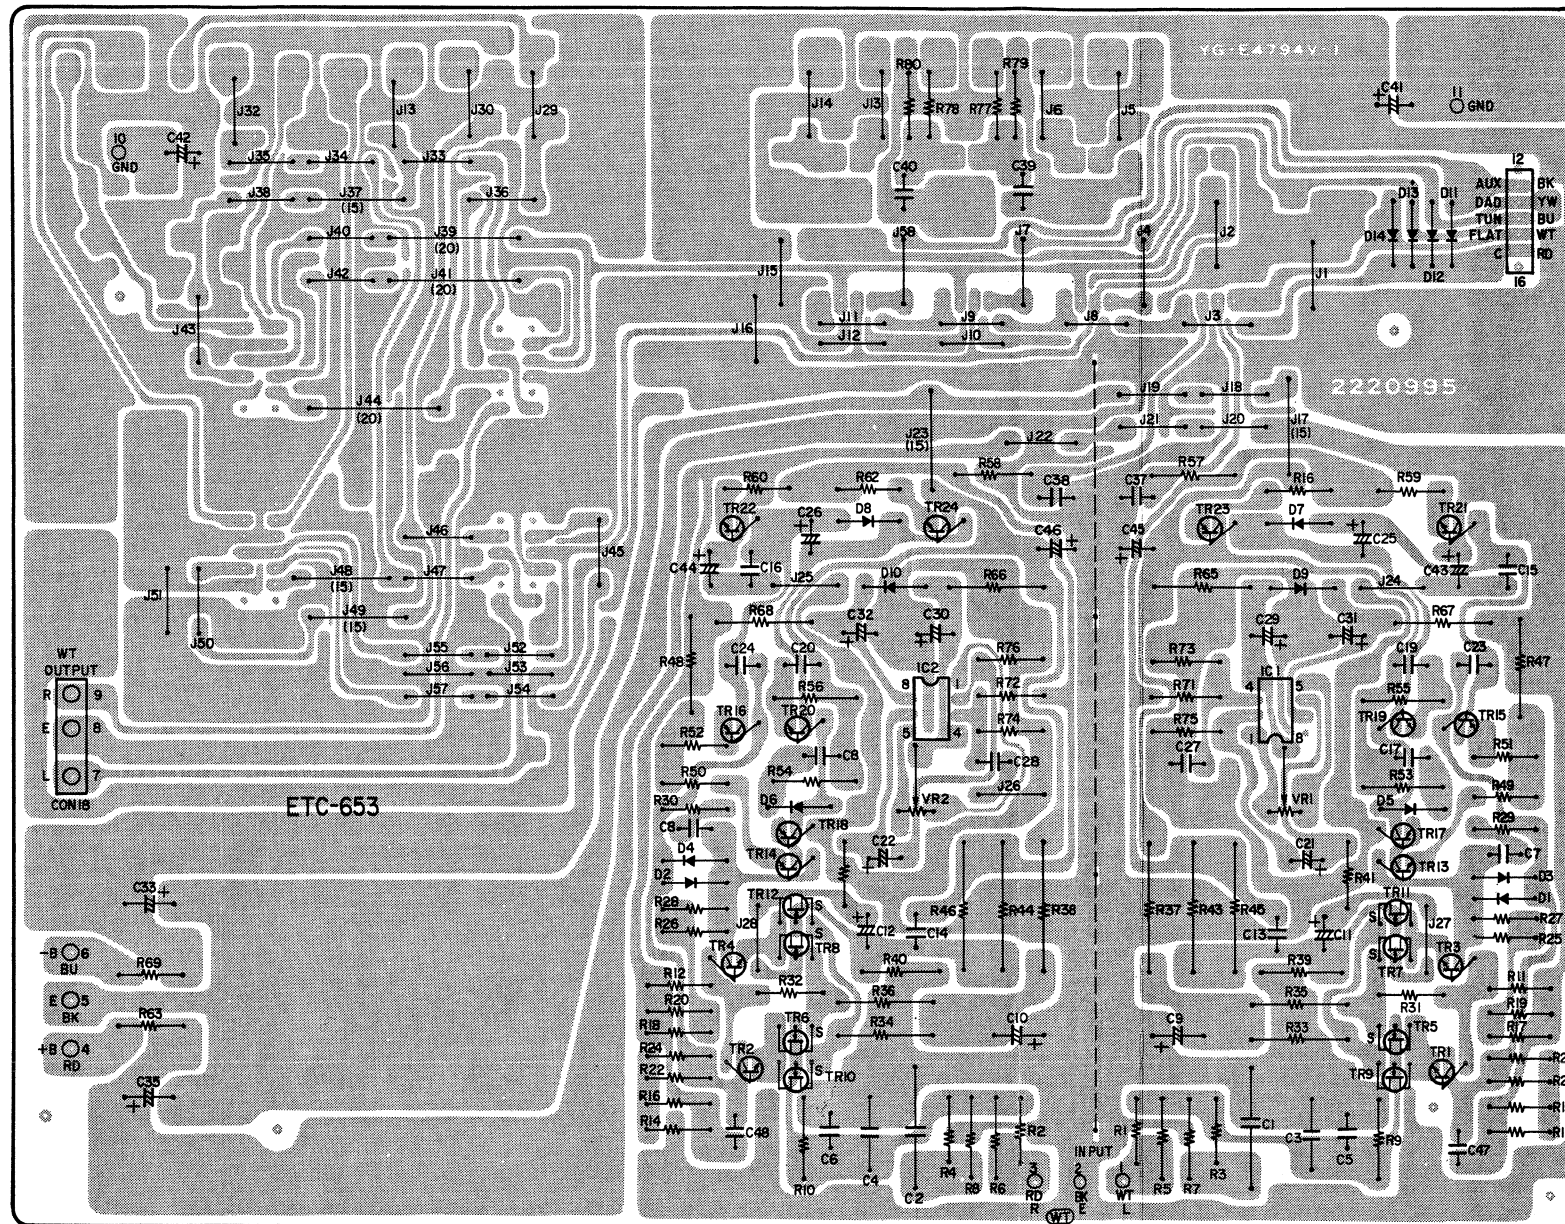 YG-E4794V-1
R80 R79
C41 11 GND
J32 J13 J30 J29 J14 J13 R78 R77 J6 J5
10 GND C42
J35 J34 J33 C40 C39 12
AUX BK
J38 J37 J36 D13 D11 DAD YW
(15) TUN BU
J40 J39 J58 J7 J4 J2 D14 FLAT WT
(20) C RD
J42 J41 J15 J1 D12 16
(20)
J43 J16 J11 J9 J8 J3
J12 J10
J19 J18 2220995
J44 J23 J21 J20 J17
(20) (15) J22 (15)
R60 R62 R58 R57 R16 R59
C38 C37
TR22 C26 D8 TR24 TR23 D7 TR21
J46 J45 C46 C45 C25
C44 C16 C43 C15
J51 J48 J47 J25 D10 R66 R65 D9 J24
(15)
J50 J49 R68 C32 C30 C29 C31 R67
(15)
WT J55 J52 R48 C24 C20 R76 R73 C19 C23 R47
OUTPUT J56 J53 IC2 IC1
R 9 J57 J54 R56 8 1 R72 R71 4 5 R55
E 8 TR16 TR20 R74 R75 TR19 TR15
R52 5 4 8
C8 C28 C27 C17 R51
L 7 R50 R54 J26 R53
CON18 ETC-653 R30 D6 VR2 VR1 D5 R49
C8 TR18 TR17 R29
D4 TR14 C22 C21 TR13 C7
D2 R41 D3
C33 TR12 S TR11 S D1
R28 J28 R46 R44 R38 R37 R43 R45 J27 R27
R26 S TR8 C12 C14 C13 C11 S TR7 R25
-B 6 BU TR4 TR3
R69 R12 R40 R39 R11
E 5 BK R32 R36 R35 R31
R20 R19
R63 R18 TR6 S R34 C10 C9 R33 S TR5 R17
+B 4 RD R24 TR2 TR1
R22 S TR10 TR9
C35 R16
R14 C48 R2 R1 C1 C3 R9 C47
C6 INPUT C5
R10 C4 C2 R4 R8 R6 3 2 1 R5 R7 R3
RD BK WT
R E L
WT